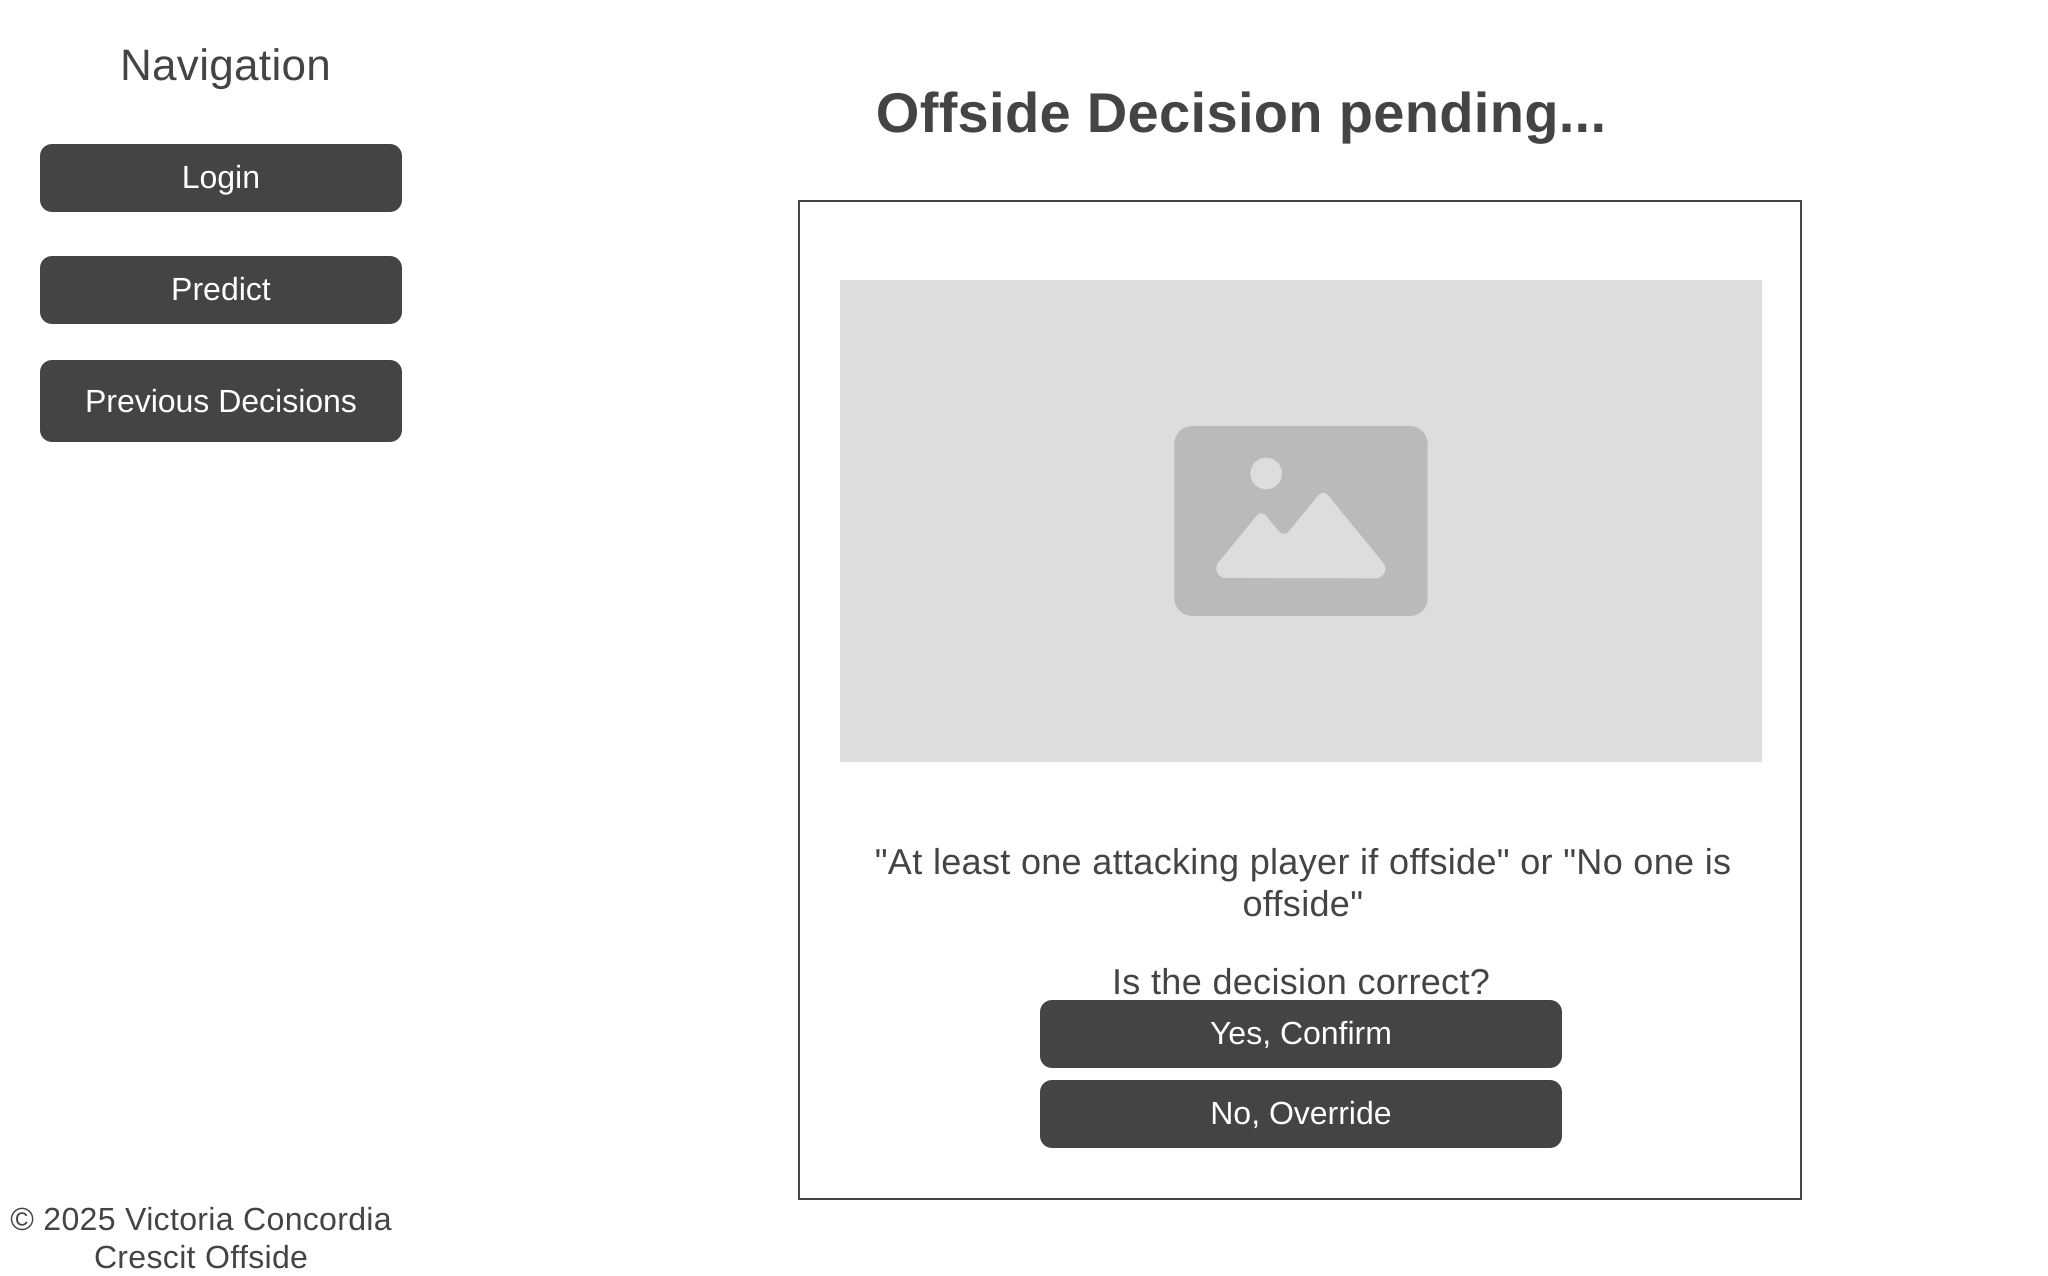 Navigation
Login
Predict
Previous Decisions
© 2025 Victoria Concordia
Crescit Offside
Offside Decision pending...
"At least one attacking player if offside" or "No one is
offside"
Is the decision correct?
Yes, Confirm
No, Override